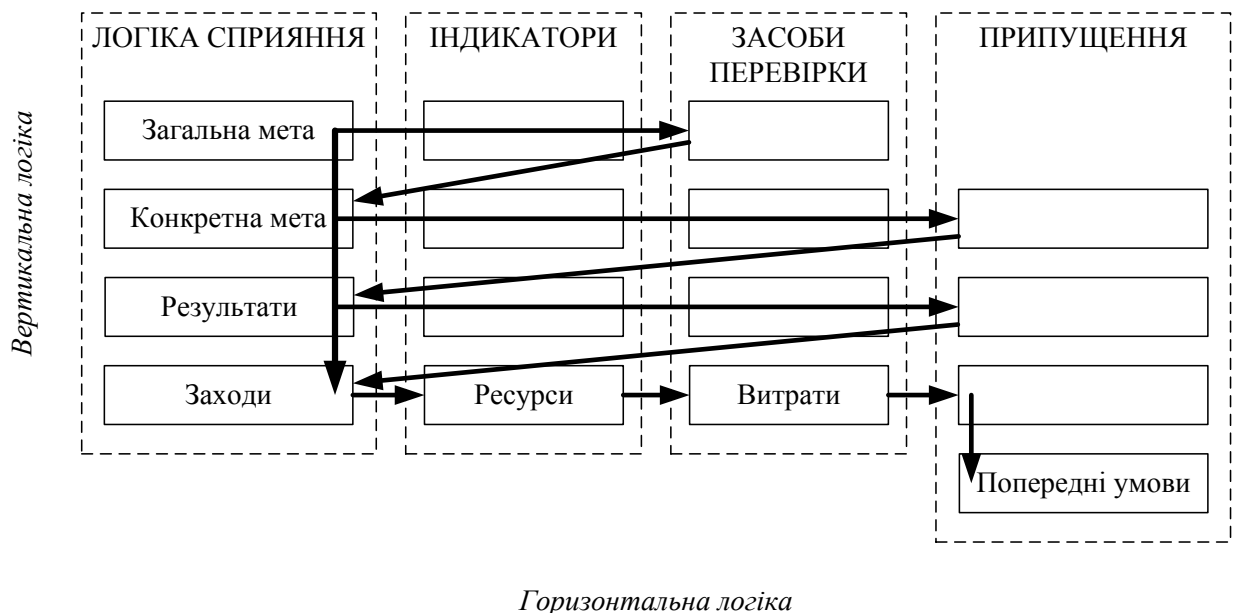 ЛОГІКА СПРИЯННЯ
ІНДИКАТОРИ
ЗАСОБИ
ПЕРЕВІРКИ
ПРИПУЩЕННЯ
Вертикальна логіка
Загальна мета
Конкретна мета
Результати
Заходи
Ресурси
Витрати
Попередні умови
Горизонтальна логіка